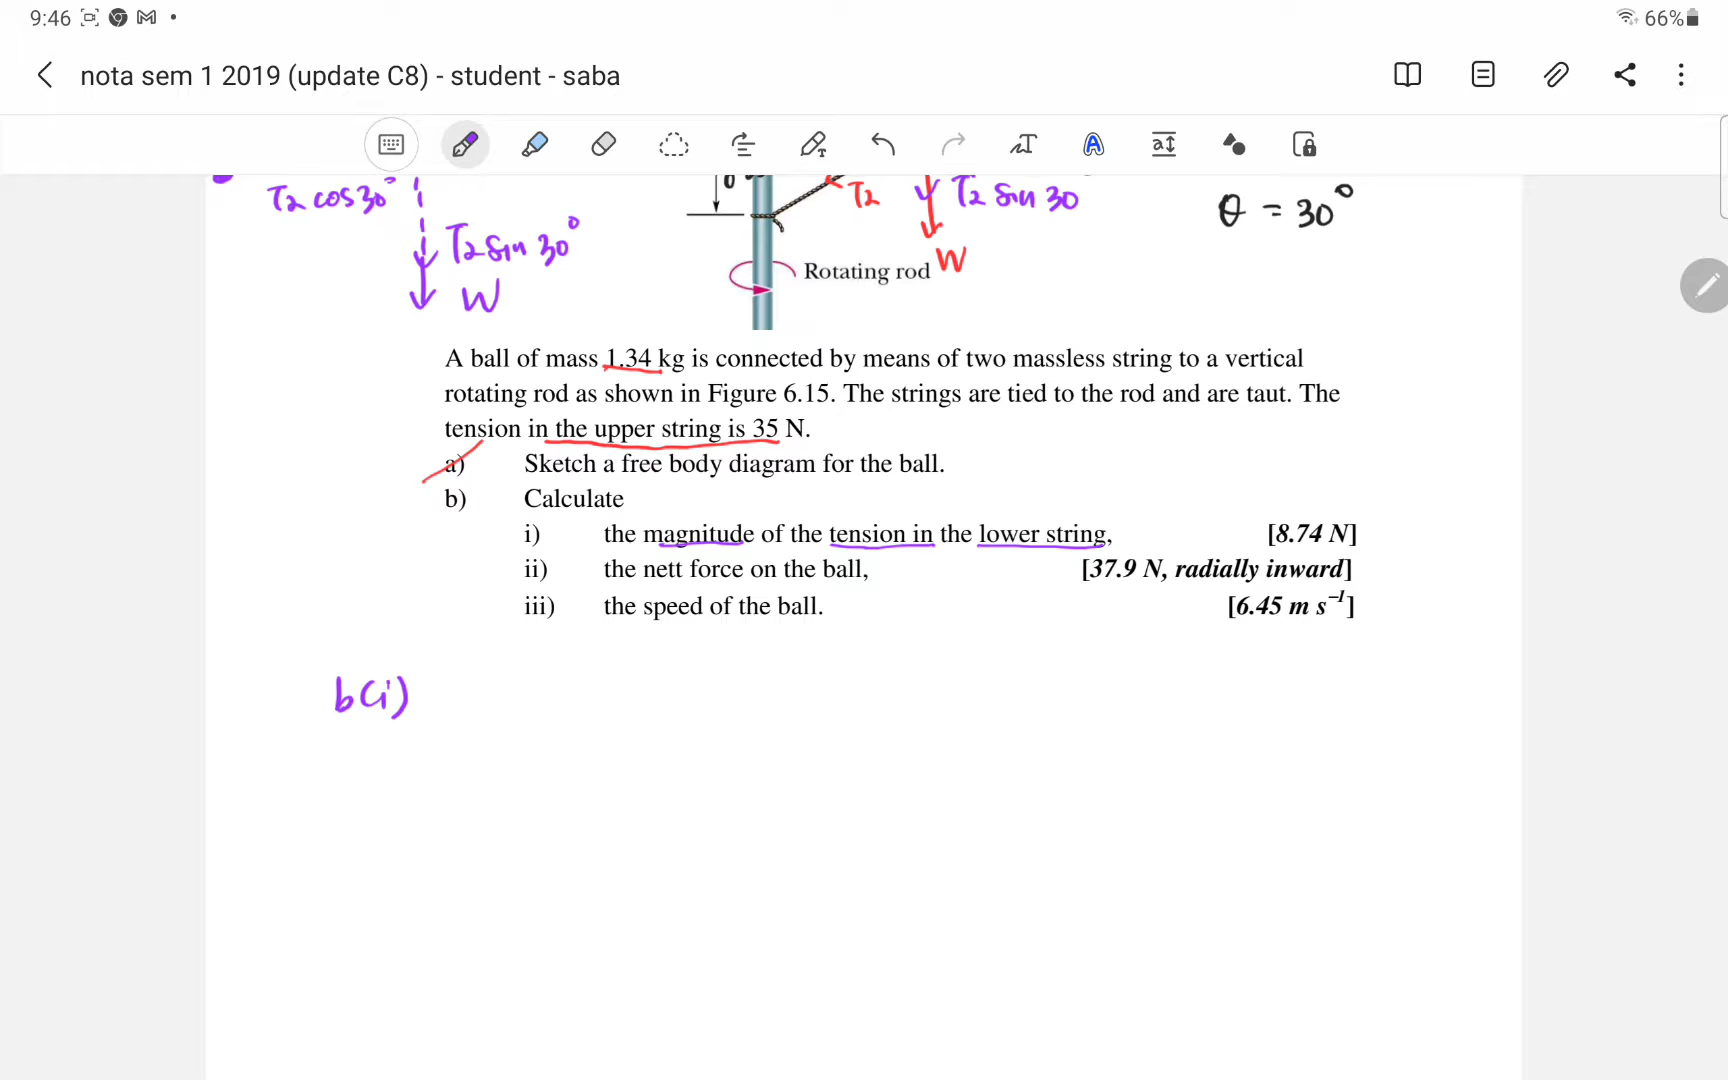 9:46
66%
nota sem 1 2019 (update C8) - student - saba
T2 cos30°
T2
T2 sin 30
θ = 30°
T2 sin 30°
W
Rotating rod
W
A ball of mass 1.34 kg is connected by means of two massless string to a vertical
rotating rod as shown in Figure 6.15. The strings are tied to the rod and are taut. The
tension in the upper string is 35 N.
a) Sketch a free body diagram for the ball.
b) Calculate
i) the magnitude of the tension in the lower string, [8.74 N]
ii) the nett force on the ball, [37.9 N, radially inward]
iii) the speed of the ball. [6.45 m s⁻¹]
b(i)